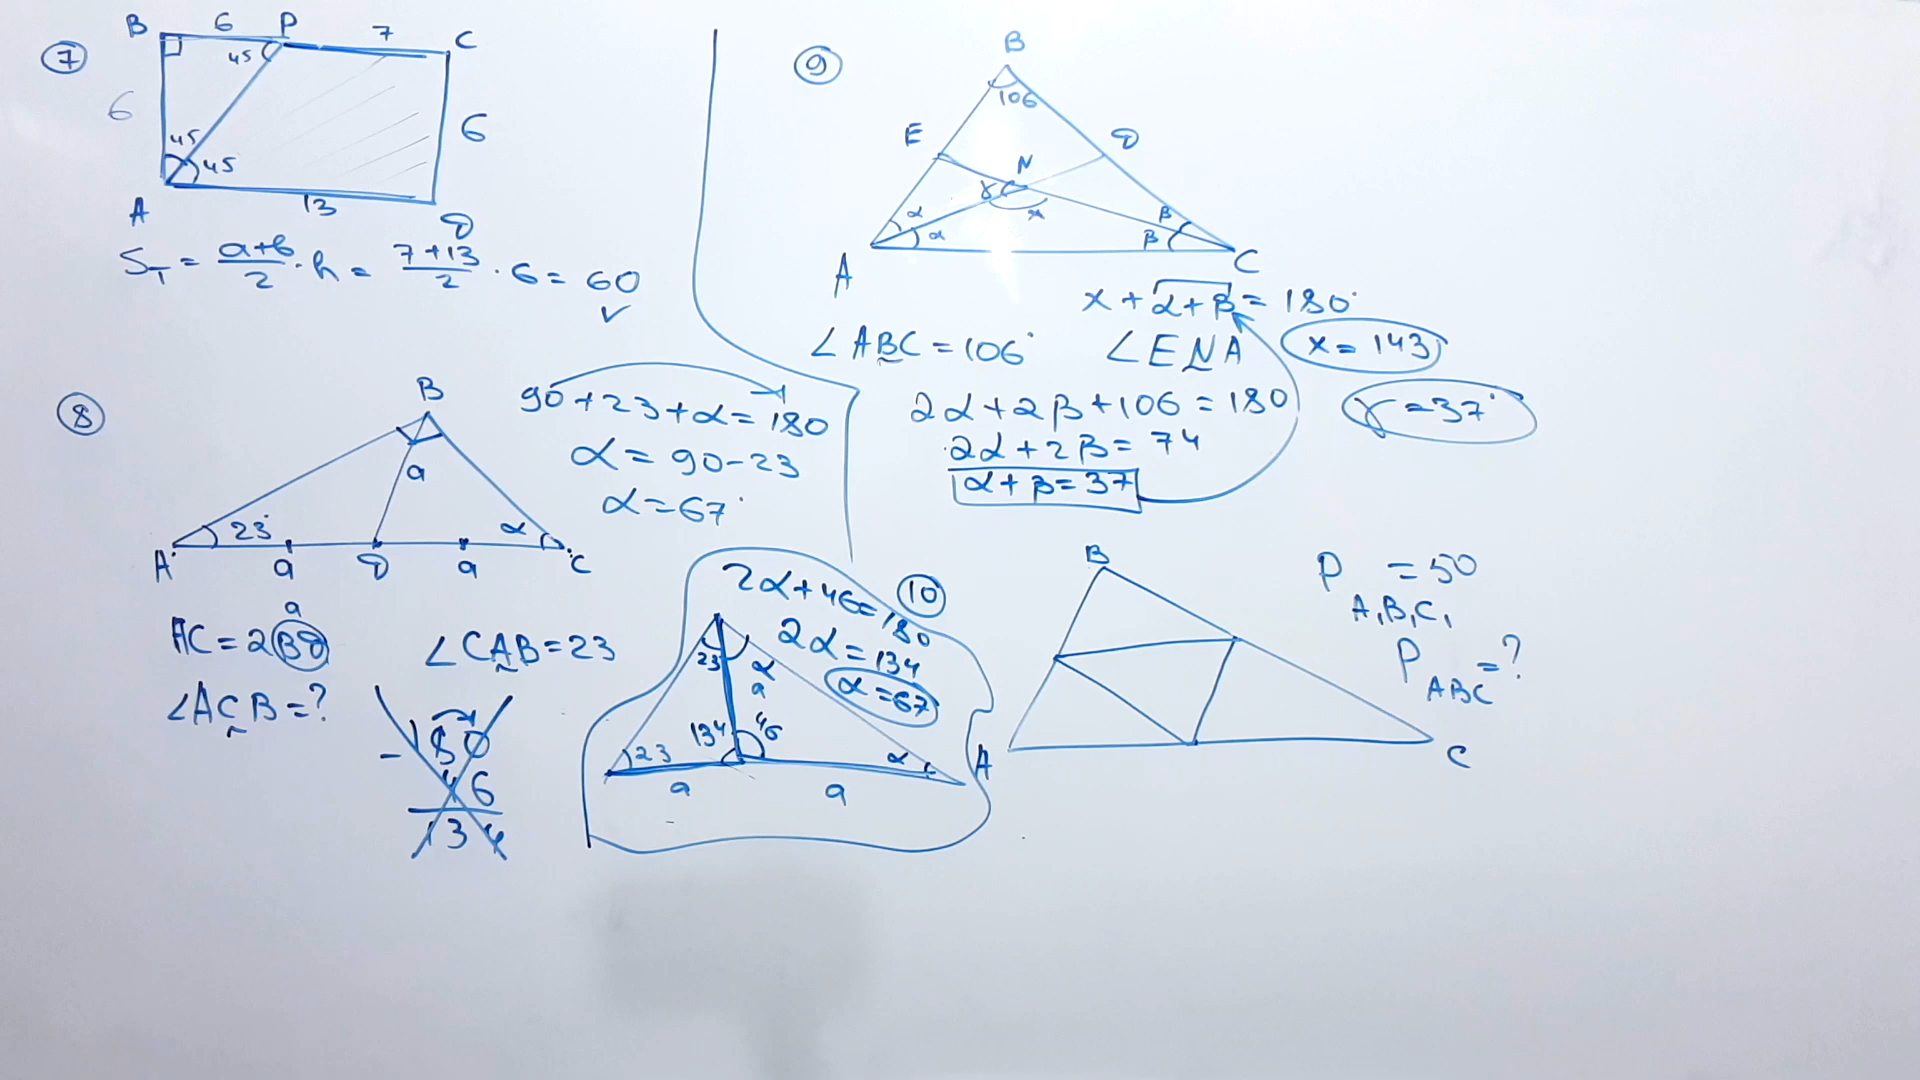 7
B 6 P 7 C
45
6
45
45
6
A 13 D
S_T = a+b/2 · h = 7+13/2 · 6 = 60
8
B
a
23°
α
A a D a C
90+23+α=180
α = 90-23
α=67°
a
AC = 2BD
∠CAB=23
∠ACB=?
-180
46
134
9
B
106
E
D
N
γ
x
α
α
β
β
A
C
x + α+β = 180°
∠ABC = 106°
∠ENA
x= 143
2α+2β+106 = 180
γ=37°
2α+2β= 74
α+β=37
2α+46=180
2α=134
α=67
23
α
a
134
46
23
α
a
a
10
B
A
C
P A₁B₁C₁ = 50
P ABC =?